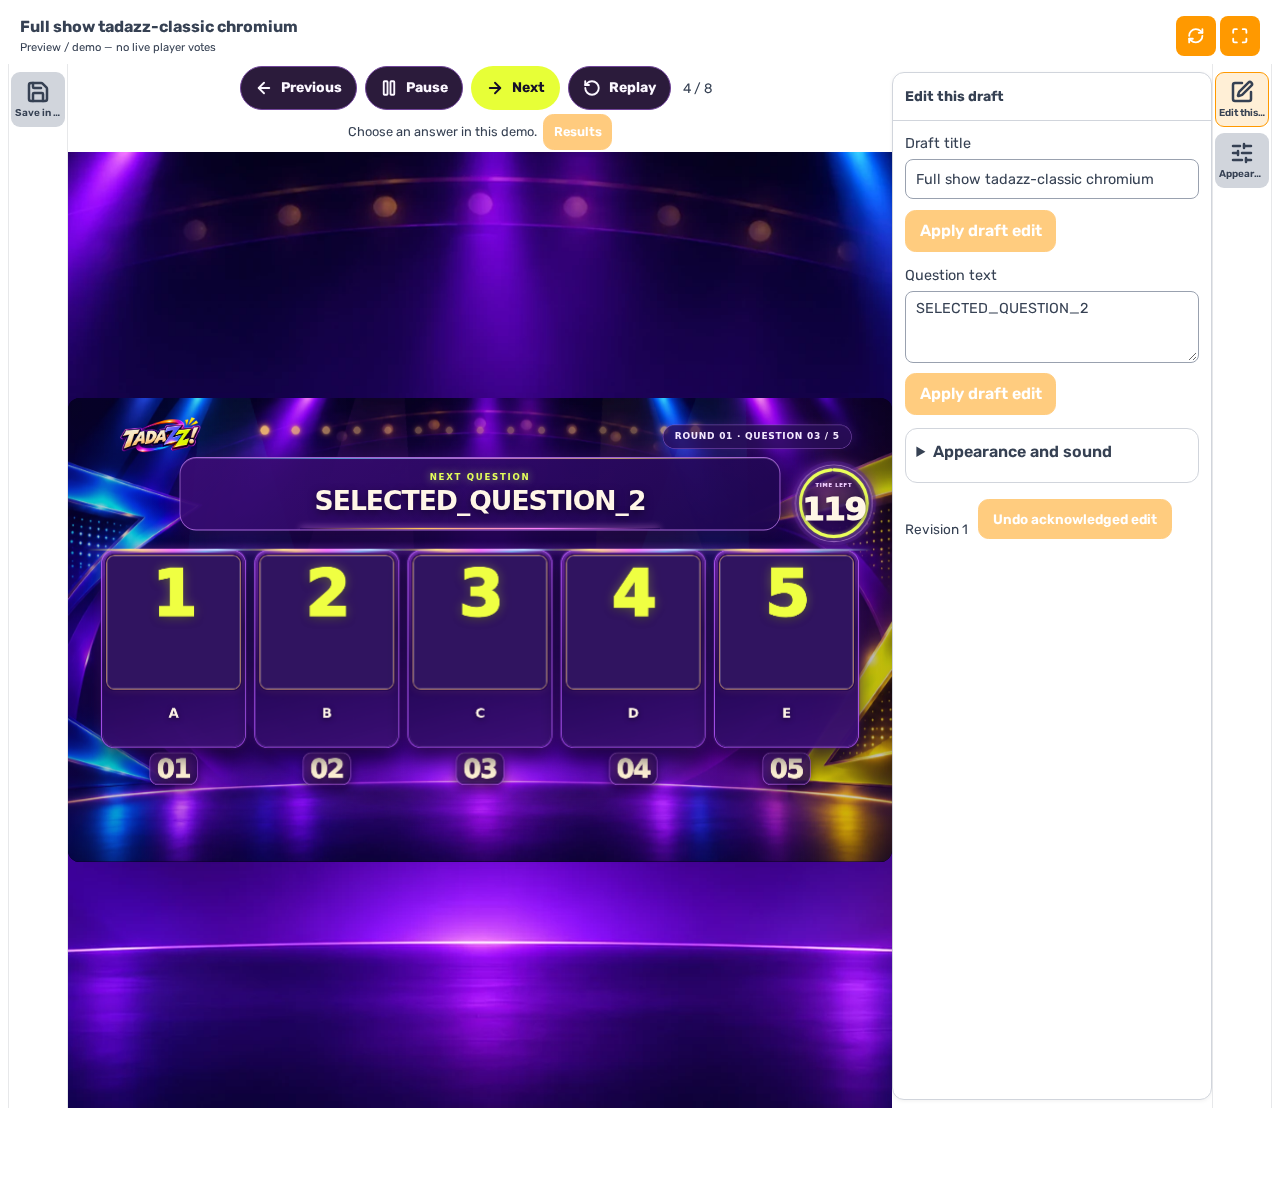 Full show tadazz-classic chromium
Preview / demo — no live player votes
Save in ...
Previous
Pause
Next
Replay
4 / 8
Choose an answer in this demo.
Results
TADAZZ!
ROUND 01 · QUESTION 03 / 5
NEXT QUESTION
SELECTED_QUESTION_2
TIME LEFT
119
1
2
3
4
5
A
B
C
D
E
01
02
03
04
05
Edit this draft
Draft title
Full show tadazz-classic chromium
Apply draft edit
Question text
SELECTED_QUESTION_2
Apply draft edit
Appearance and sound
Revision 1
Undo acknowledged edit
Edit this...
Appear...